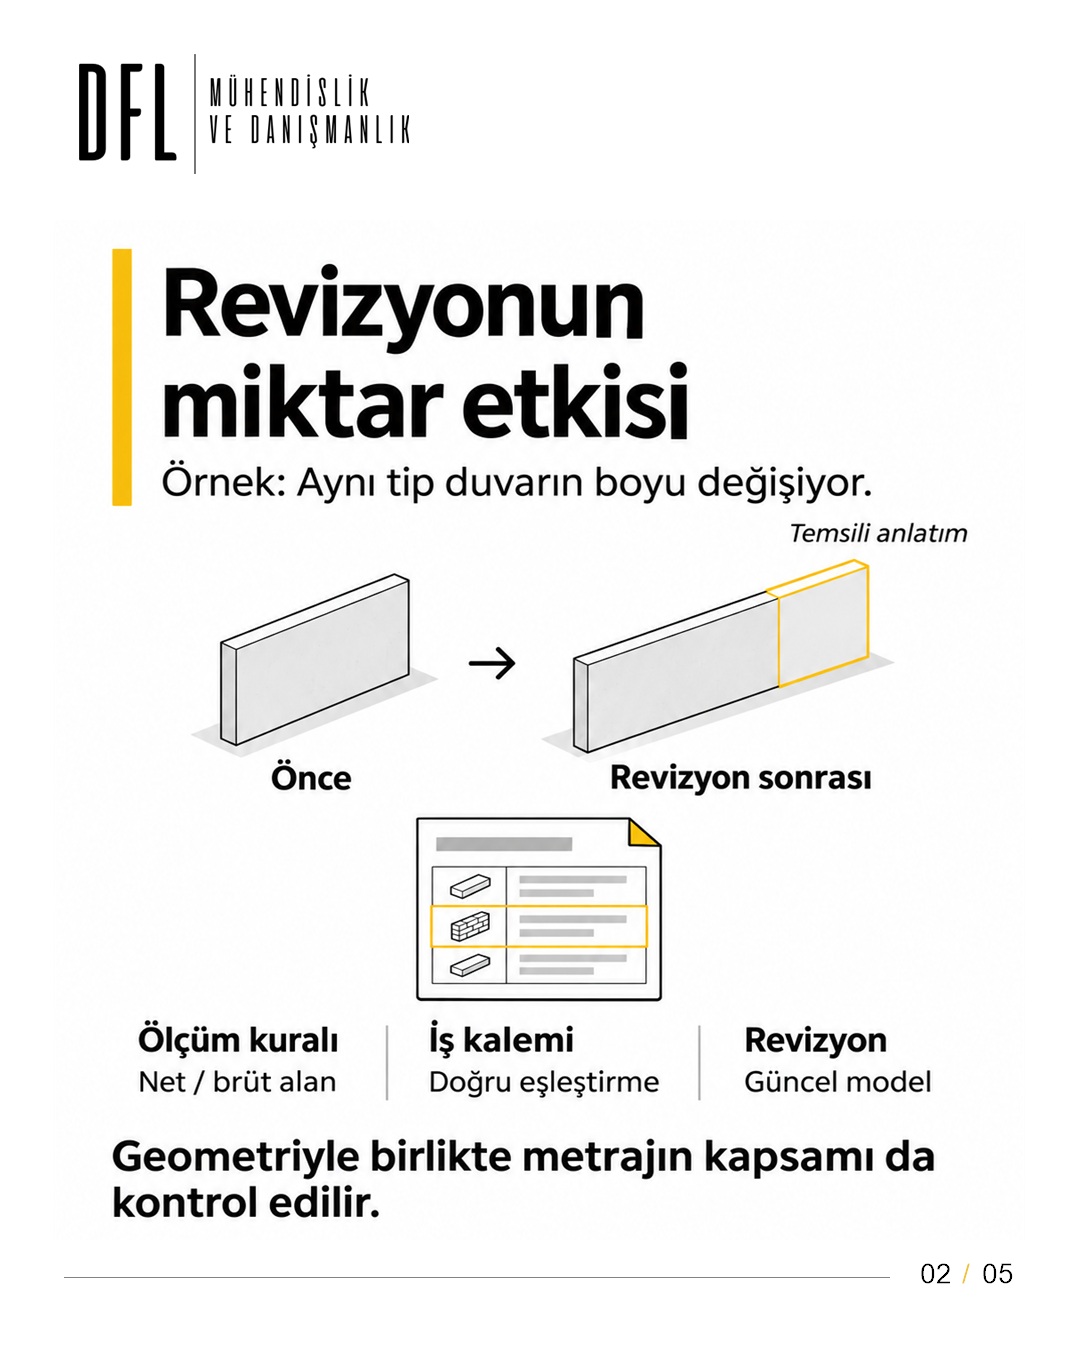 DFL
MÜHENDİSLİK
VE DANIŞMANLIK
Revizyonun
miktar etkisi
Örnek: Aynı tip duvarın boyu değişiyor.
Temsili anlatım
Önce
Revizyon sonrası
Ölçüm kuralı
Net / brüt alan
İş kalemi
Doğru eşleştirme
Revizyon
Güncel model
Geometriyle birlikte metrajın kapsamı da
kontrol edilir.
02 / 05